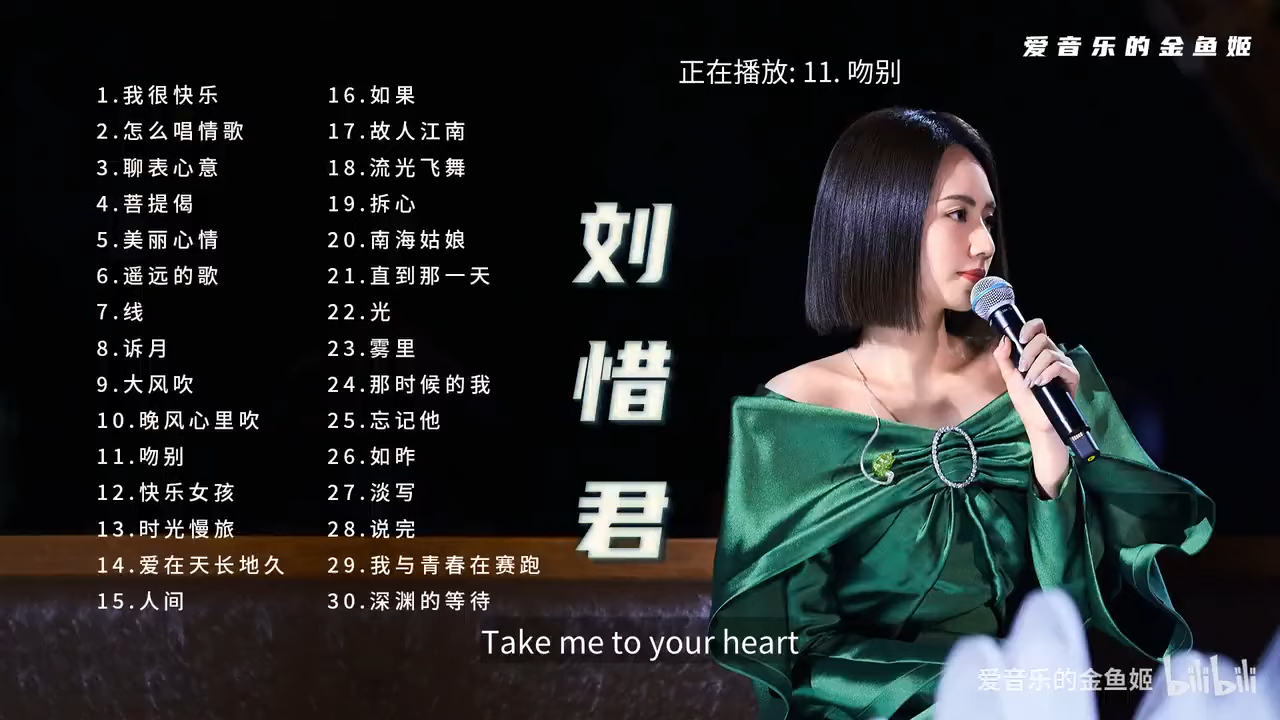 爱音乐的金鱼姬
正在播放: 11. 吻别
1.我很快乐
2.怎么唱情歌
3.聊表心意
4.菩提偈
5.美丽心情
6.遥远的歌
7.线
8.诉月
9.大风吹
10.晚风心里吹
11.吻别
12.快乐女孩
13.时光慢旅
14.爱在天长地久
15.人间
16.如果
17.故人江南
18.流光飞舞
19.拆心
20.南海姑娘
21.直到那一天
22.光
23.雾里
24.那时候的我
25.忘记他
26.如昨
27.淡写
28.说完
29.我与青春在赛跑
30.深渊的等待
刘
惜
君
Take me to your heart
爱音乐的金鱼姬 bilibili